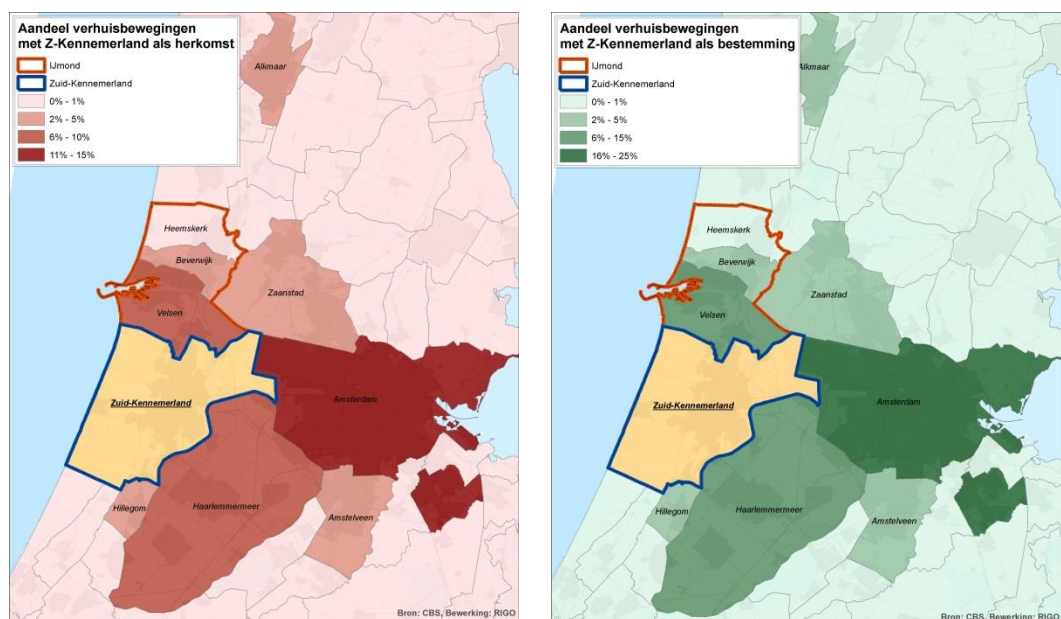 Aandeel verhuisbewegingen
met Z-Kennemerland als herkomst
IJmond
Zuid-Kennemerland
0% - 1%
2% - 5%
6% - 10%
11% - 15%
Alkmaar
Heemskerk
Beverwijk
Zaanstad
Velsen
Zuid-Kennemerland
Amsterdam
Haarlemmermeer
Hillegom
Amstelveen
Bron: CBS, Bewerking: RIGO
Aandeel verhuisbewegingen
met Z-Kennemerland als bestemming
IJmond
Zuid-Kennemerland
0% - 1%
2% - 5%
6% - 15%
16% - 25%
Alkmaar
Heemskerk
Beverwijk
Zaanstad
Velsen
Zuid-Kennemerland
Amsterdam
Haarlemmermeer
Hillegom
Amstelveen
Bron: CBS, Bewerking: RIGO